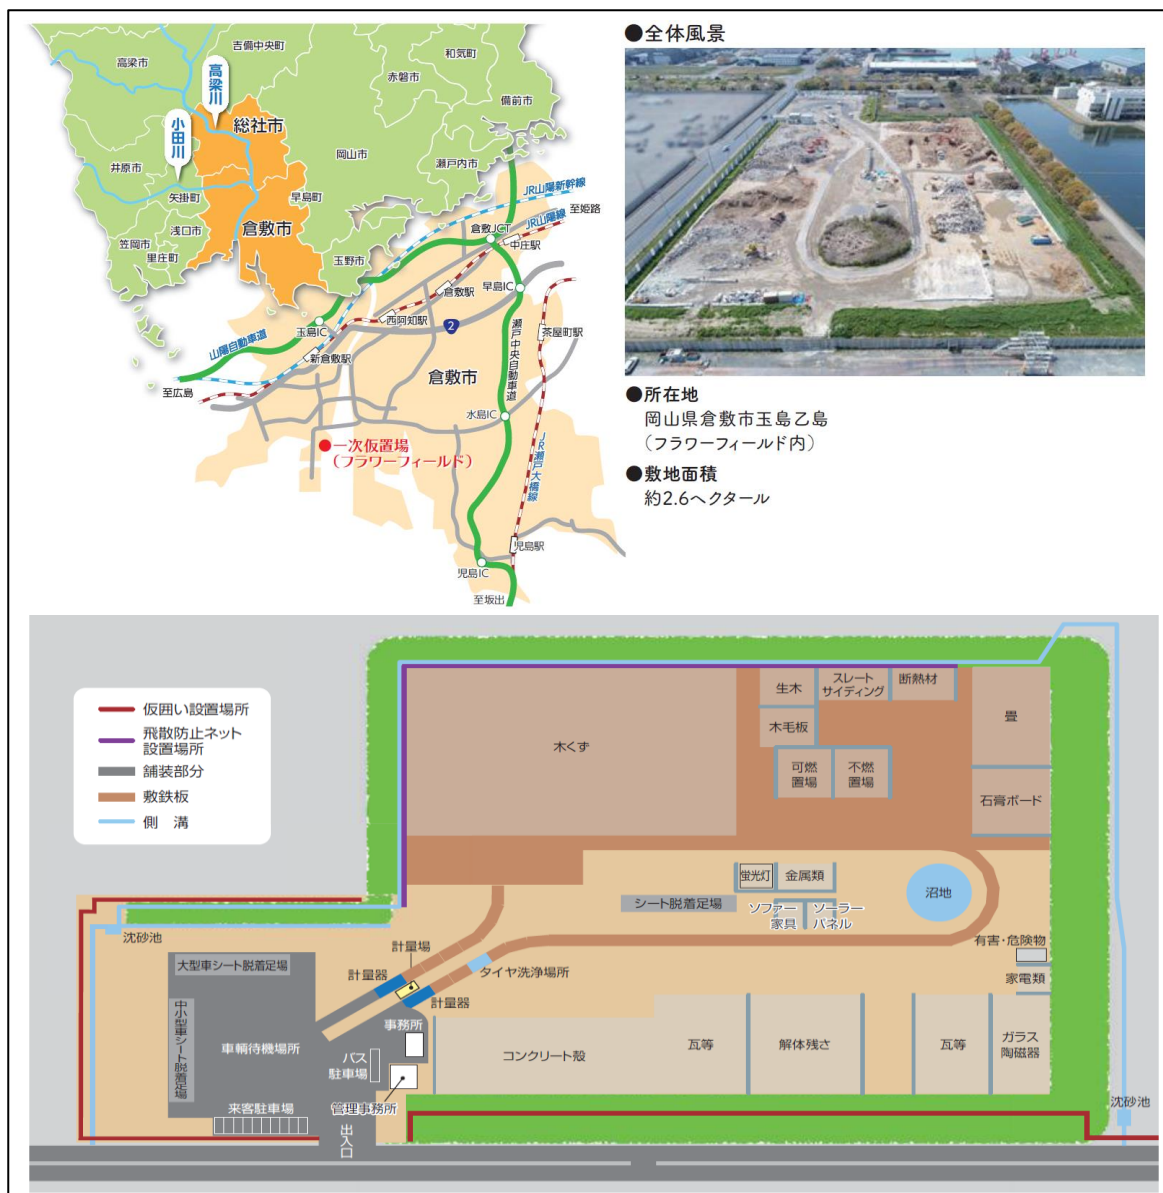 吉備中央町
和気町
高梁市
赤磐市
高梁川
備前市
総社市
小田川
岡山市
瀬戸内市
井原市
矢掛町
早島町
JR山陽新幹線
至姫路
浅口市
倉敷市
JR山陽線
倉敷JCT
笠岡市
里庄町
中庄駅
玉野市
早島IC
倉敷駅
西阿知駅
2
玉島IC
茶屋町駅
山陽自動車道
新倉敷駅
瀬戸中央自動車道
倉敷市
至広島
水島IC
●一次仮置場
(フラワーフィールド)
JR瀬戸大橋線
児島駅
児島IC
至坂出
●全体風景
●所在地
岡山県倉敷市玉島乙島
(フラワーフィールド内)
●敷地面積
約2.6ヘクタール
仮囲い設置場所
飛散防止ネット
設置場所
舗装部分
敷鉄板
側 溝
木くず
生木
スレート
サイディング
断熱材
木毛板
畳
可燃
置場
不燃
置場
石膏ボード
蛍光灯
金属類
シート脱着足場
ソファー
家具
ソーラー
パネル
沼地
沈砂池
計量場
有害・危険物
大型車シート脱着足場
計量器
タイヤ洗浄場所
家電類
計量器
中小型車シート脱着足場
事務所
車輌待機場所
バス
駐車場
コンクリート殻
瓦等
解体残さ
瓦等
ガラス
陶磁器
来客駐車場
管理事務所
沈砂池
出入口